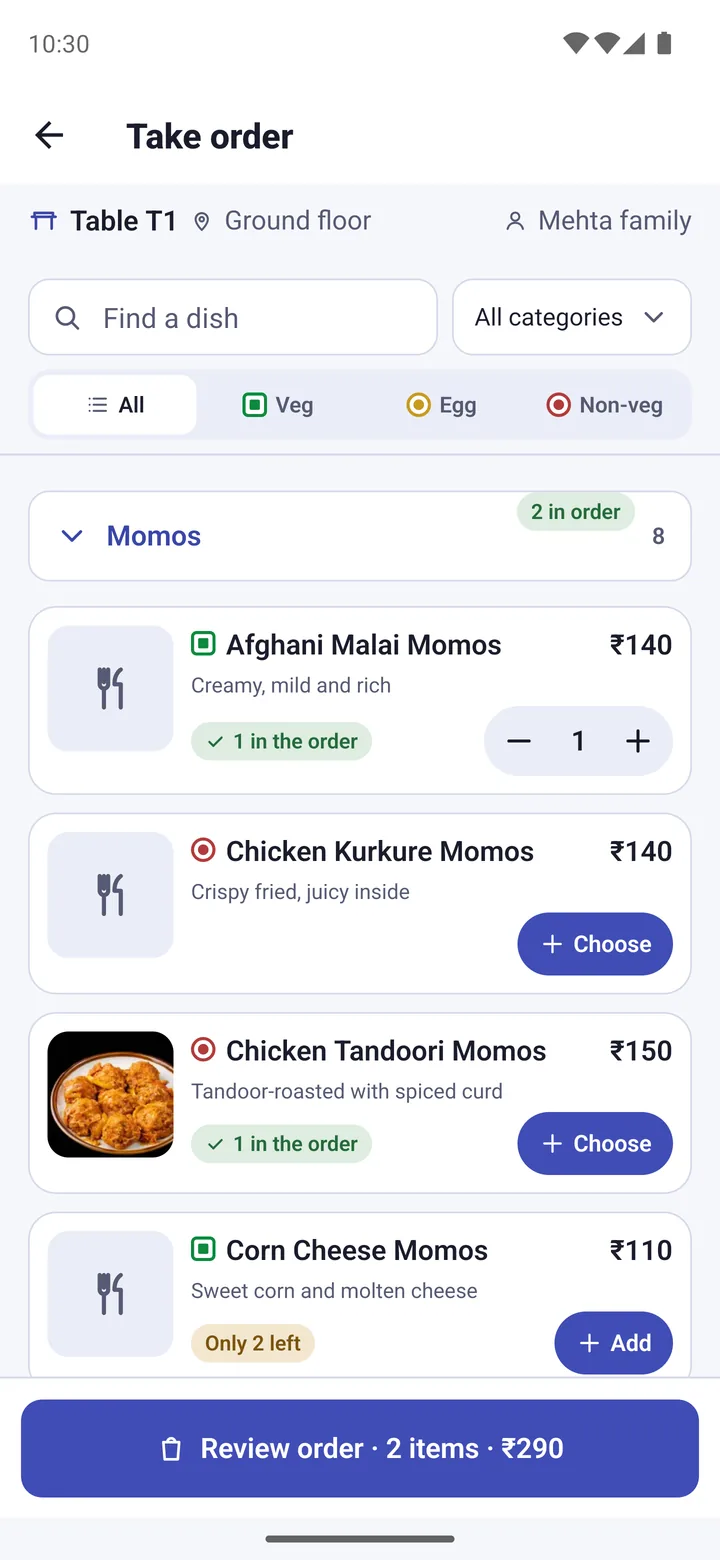 10:30
Take order
Table T1 Ground floor Mehta family
Find a dish All categories
All Veg Egg Non-veg
2 in order
Momos 8
Afghani Malai Momos ₹140
Creamy, mild and rich
1 in the order 1
Chicken Kurkure Momos ₹140
Crispy fried, juicy inside
Choose
Chicken Tandoori Momos ₹150
Tandoor-roasted with spiced curd
1 in the order Choose
Corn Cheese Momos ₹110
Sweet corn and molten cheese
Only 2 left Add
Review order · 2 items · ₹290